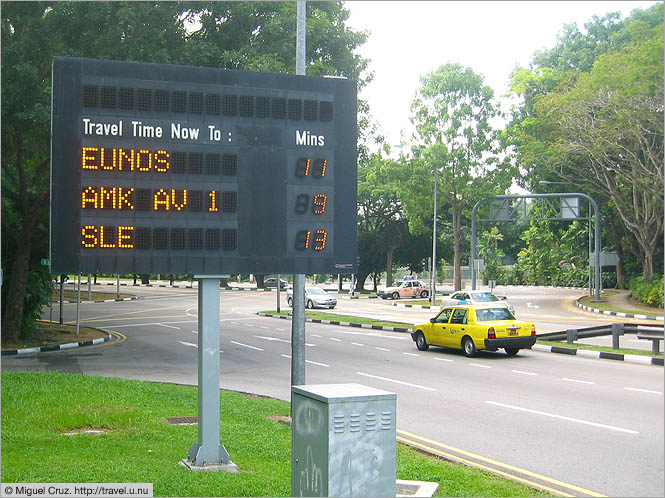 Travel Time Now To : Mins
EUNOS 11
AMK AV 1 9
SLE 13
© Miguel Cruz. http://travel.u.nu